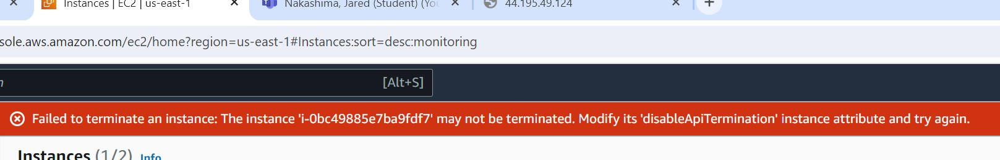 Instances | EC2 | us-east-1
Nakashima, Jared (Student) (You
44.195.49.124
sole.aws.amazon.com/ec2/home?region=us-east-1#Instances:sort=desc:monitoring
[Alt+S]
Failed to terminate an instance: The instance 'i-0bc49885e7ba9fdf7' may not be terminated. Modify its 'disableApiTermination' instance attribute and try again.
Instances (1/2) Info